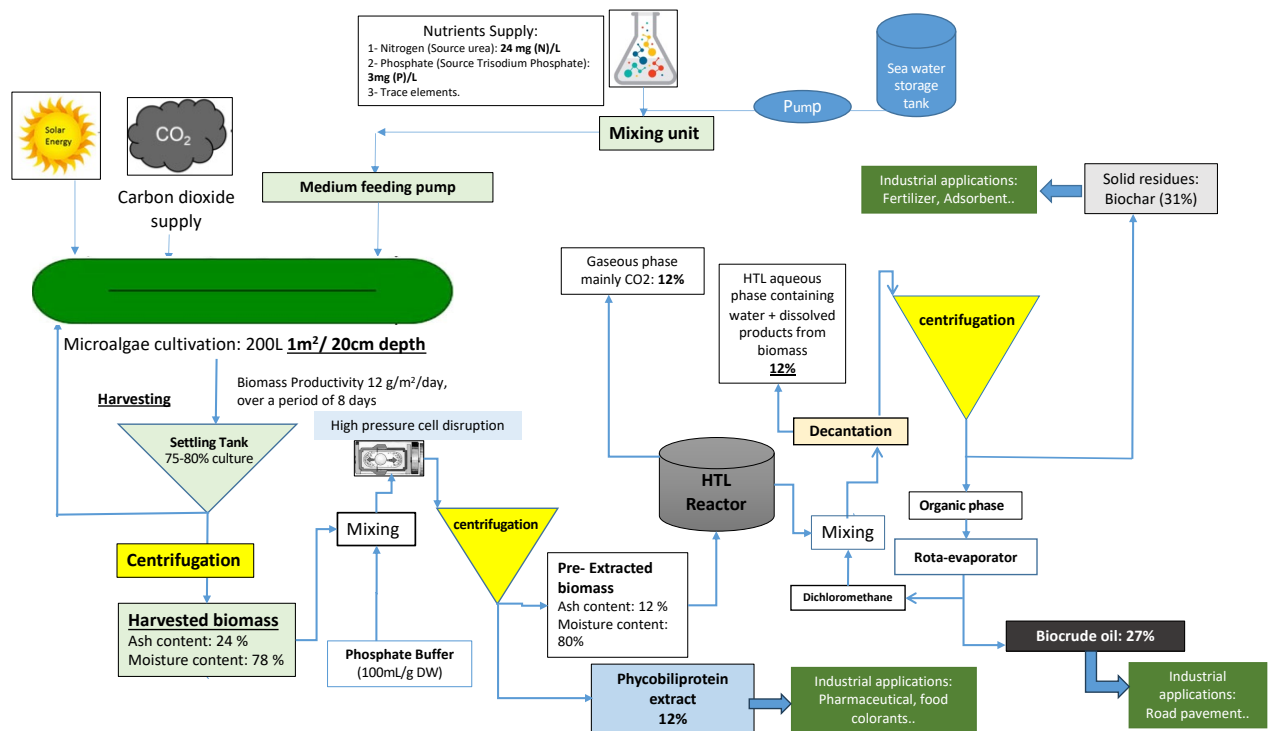 Nutrients Supply:
1- Nitrogen (Source urea): 24 mg (N)/L
2- Phosphate (Source Trisodium Phosphate):
3mg (P)/L
3- Trace elements.
Sea water
storage
tank
Pump
Mixing unit
Solar
Energy
CO2
Carbon dioxide
supply
Medium feeding pump
Industrial applications:
Fertilizer, Adsorbent..
Solid residues:
Biochar (31%)
Gaseous phase
mainly CO2: 12%
HTL aqueous
phase containing
water + dissolved
products from
biomass
12%
centrifugation
Microalgae cultivation: 200L 1m2/ 20cm depth
Harvesting
Biomass Productivity 12 g/m2/day,
over a period of 8 days
Settling Tank
75-80% culture
High pressure cell disruption
Decantation
HTL
Reactor
Organic phase
centrifugation
Mixing
Mixing
Centrifugation
Rota-evaporator
Pre- Extracted
biomass
Ash content: 12 %
Moisture content:
80%
Dichloromethane
Harvested biomass
Ash content: 24 %
Moisture content: 78 %
Phosphate Buffer
(100mL/g DW)
Biocrude oil: 27%
Phycobiliprotein
extract
12%
Industrial applications:
Pharmaceutical, food
colorants..
Industrial
applications:
Road pavement..